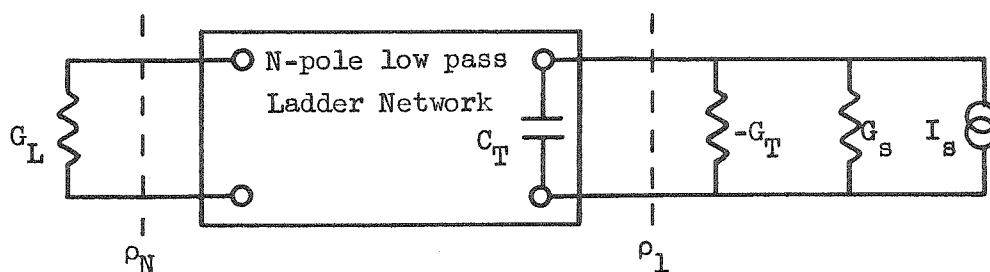 N-pole low pass
Ladder Network
G_L
C_T
-G_T
G_s
I_s
ρ_N
ρ_1